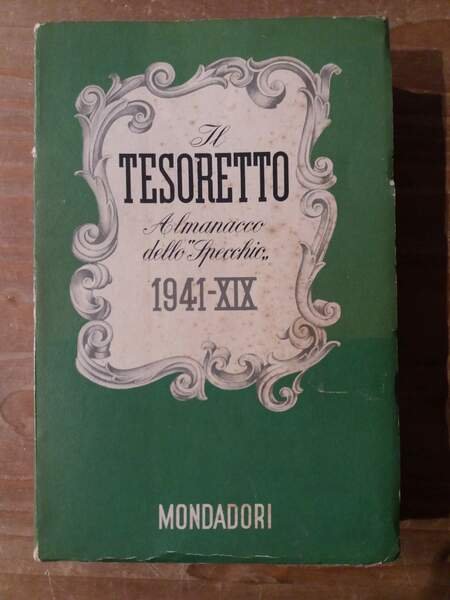 Il
TESORETTO
Almanacco
dello "Specchio„
1941-XIX
MONDADORI